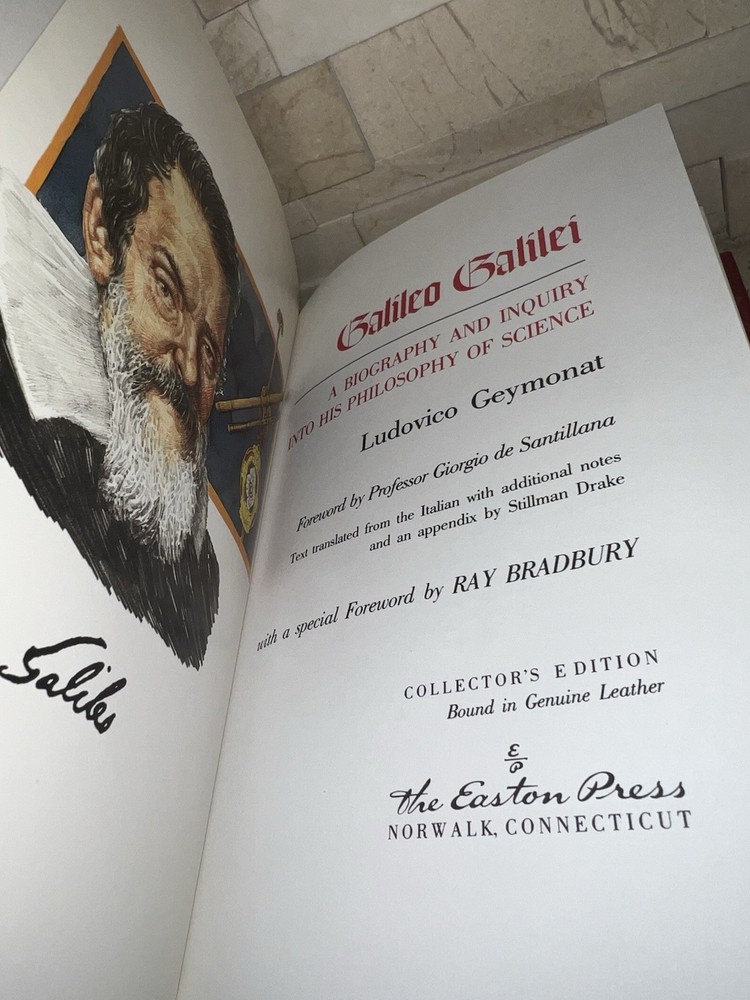 Galileo
Galileo Galilei
A BIOGRAPHY AND INQUIRY
INTO HIS PHILOSOPHY OF SCIENCE
Ludovico Geymonat
Foreword by Professor Giorgio de Santillana
Text translated from the Italian with additional notes
and an appendix by Stillman Drake
with a special Foreword by RAY BRADBURY
COLLECTOR'S EDITION
Bound in Genuine Leather
E
P
The Easton Press
NORWALK, CONNECTICUT